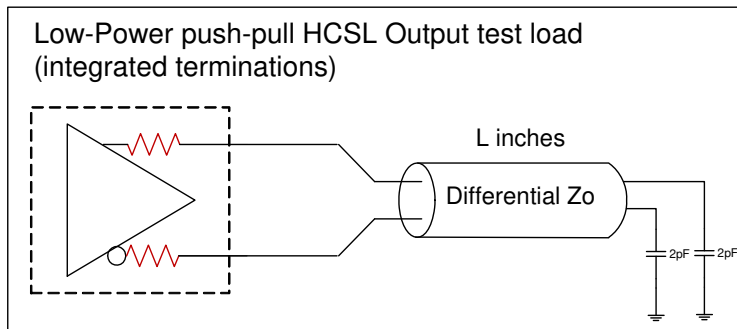 Low-Power push-pull HCSL Output test load
(integrated terminations)
L inches
Differential Zo
2pF 2pF